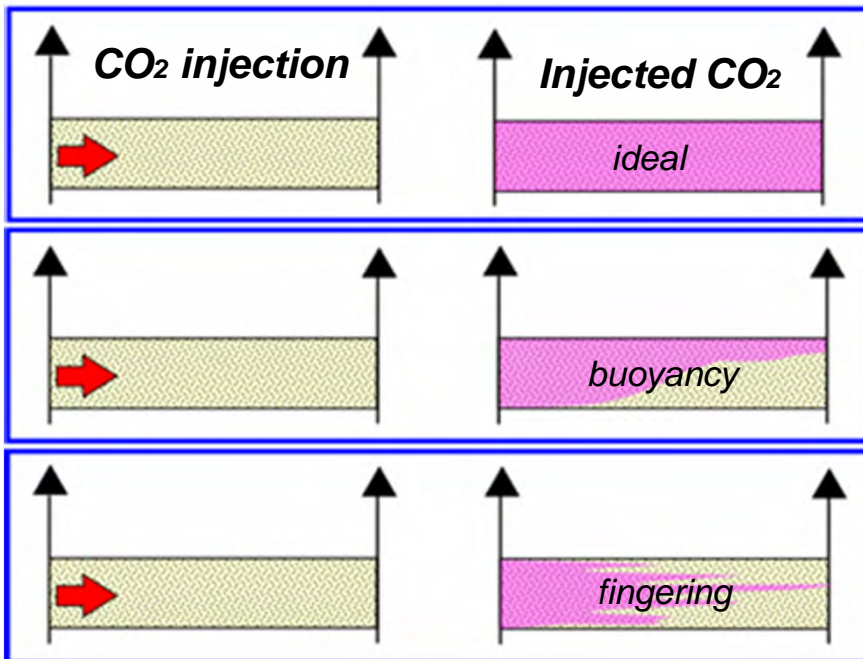 CO₂ injection
Injected CO₂
ideal
buoyancy
fingering